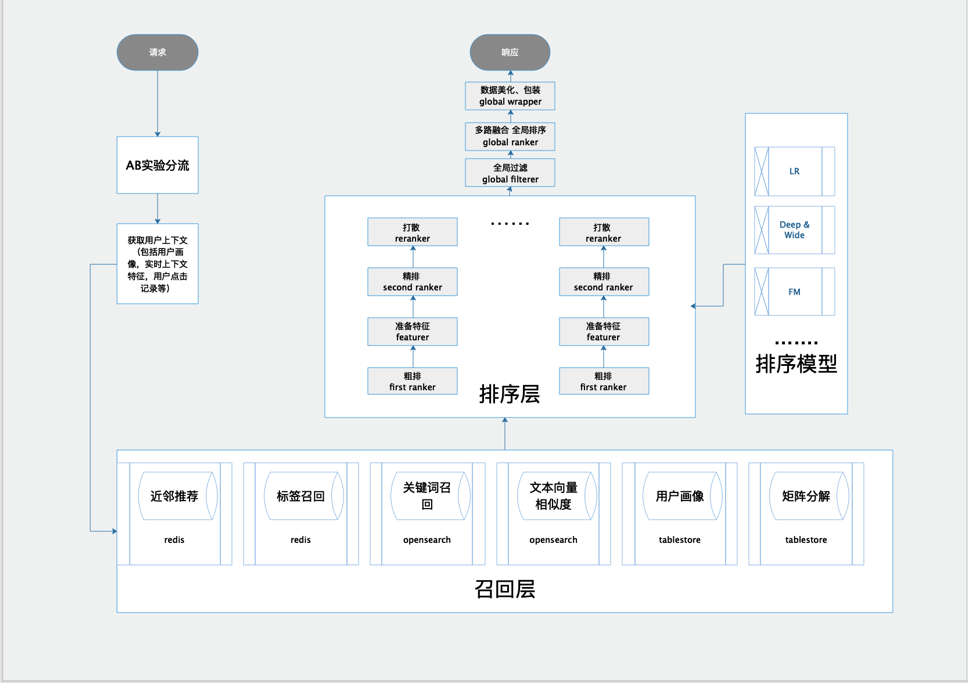 请求
AB实验分流
获取用户上下文
(包括用户画
像，实时上下文
特征，用户点击
记录等)
响应
数据美化、包装
global wrapper
多路融合 全局排序
global ranker
全局过滤
global filterer
打散
reranker
精排
second ranker
准备特征
featurer
粗排
first ranker
......
排序层
打散
reranker
精排
second ranker
准备特征
featurer
粗排
first ranker
LR
Deep &
Wide
FM
.......
排序模型
近邻推荐
redis
标签召回
redis
关键词召
回
opensearch
文本向量
相似度
opensearch
用户画像
tablestore
矩阵分解
tablestore
召回层